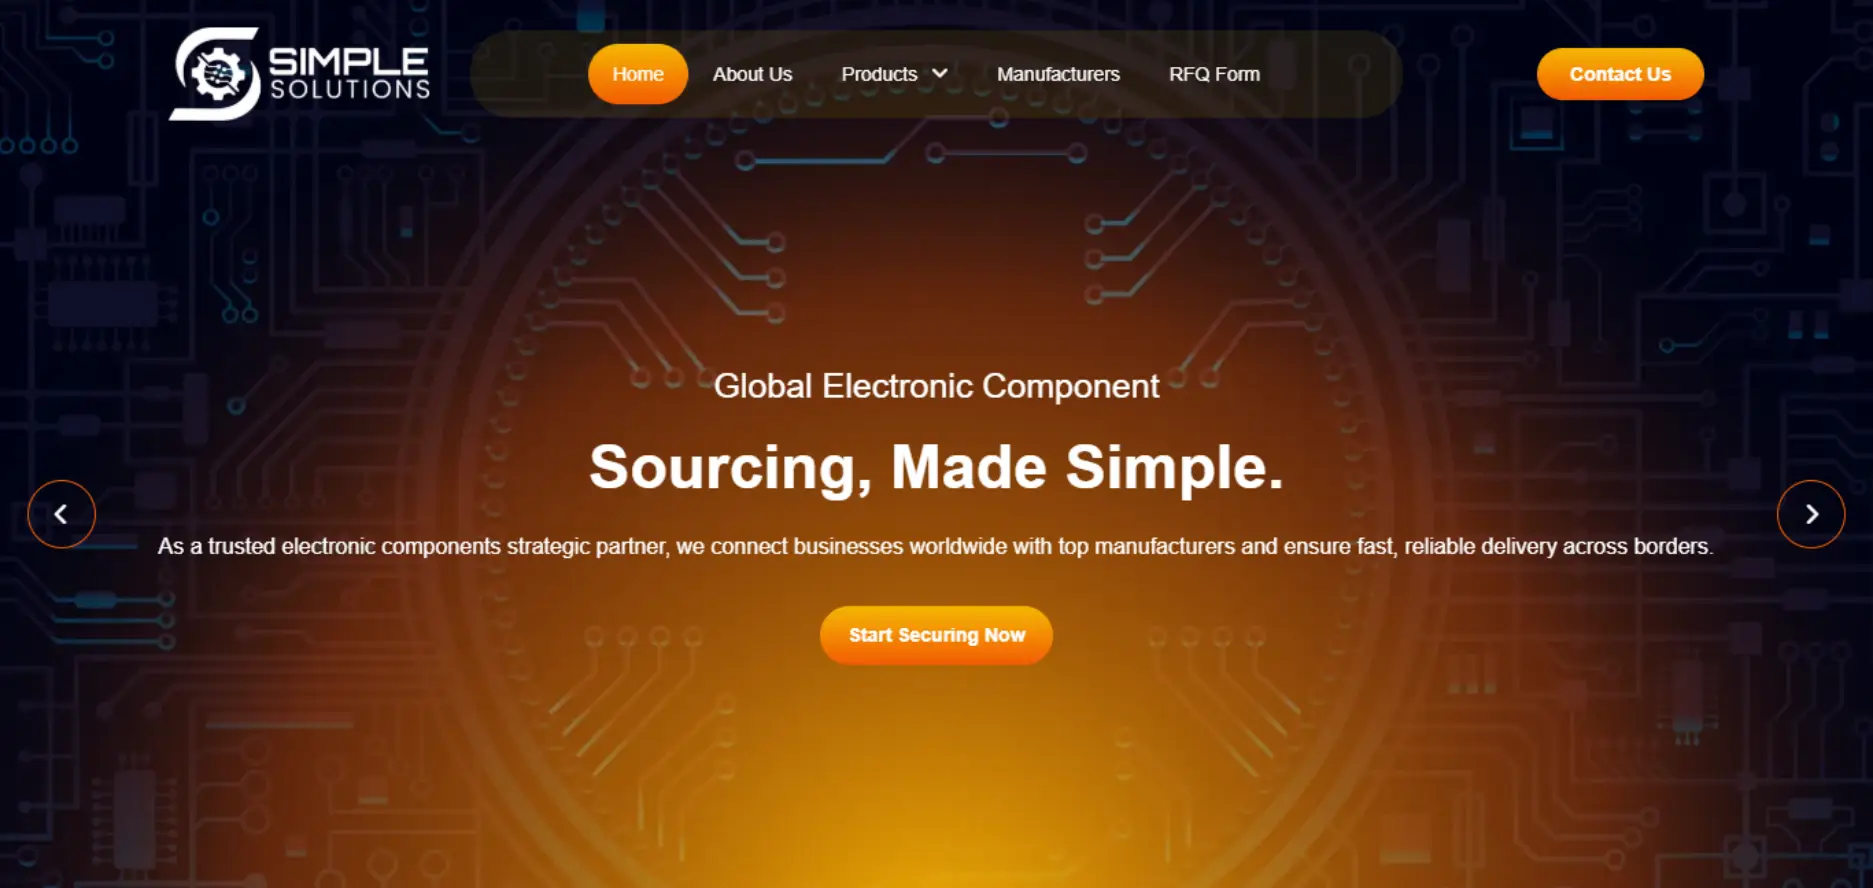 SIMPLE
SOLUTIONS
Home
About Us
Products
Manufacturers
RFQ Form
Contact Us
Global Electronic Component
Sourcing, Made Simple.
As a trusted electronic components strategic partner, we connect businesses worldwide with top manufacturers and ensure fast, reliable delivery across borders.
Start Securing Now